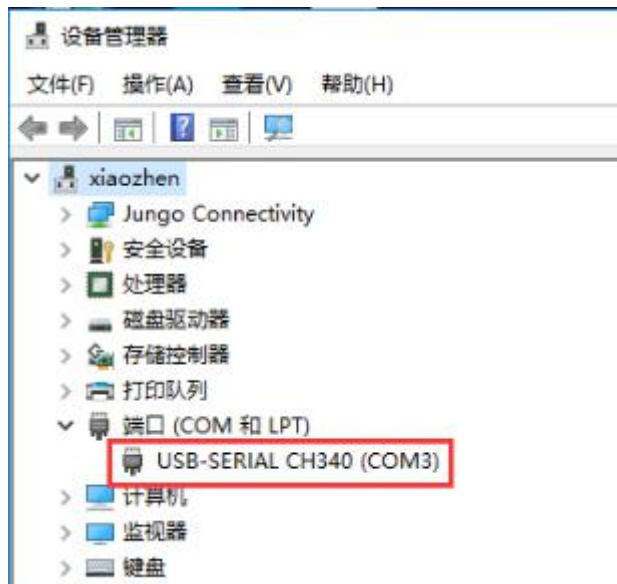 设备管理器
文件(F) 操作(A) 查看(V) 帮助(H)
xiaozhen
Jungo Connectivity
安全设备
处理器
磁盘驱动器
存储控制器
打印队列
端口 (COM 和 LPT)
USB-SERIAL CH340 (COM3)
计算机
监视器
键盘